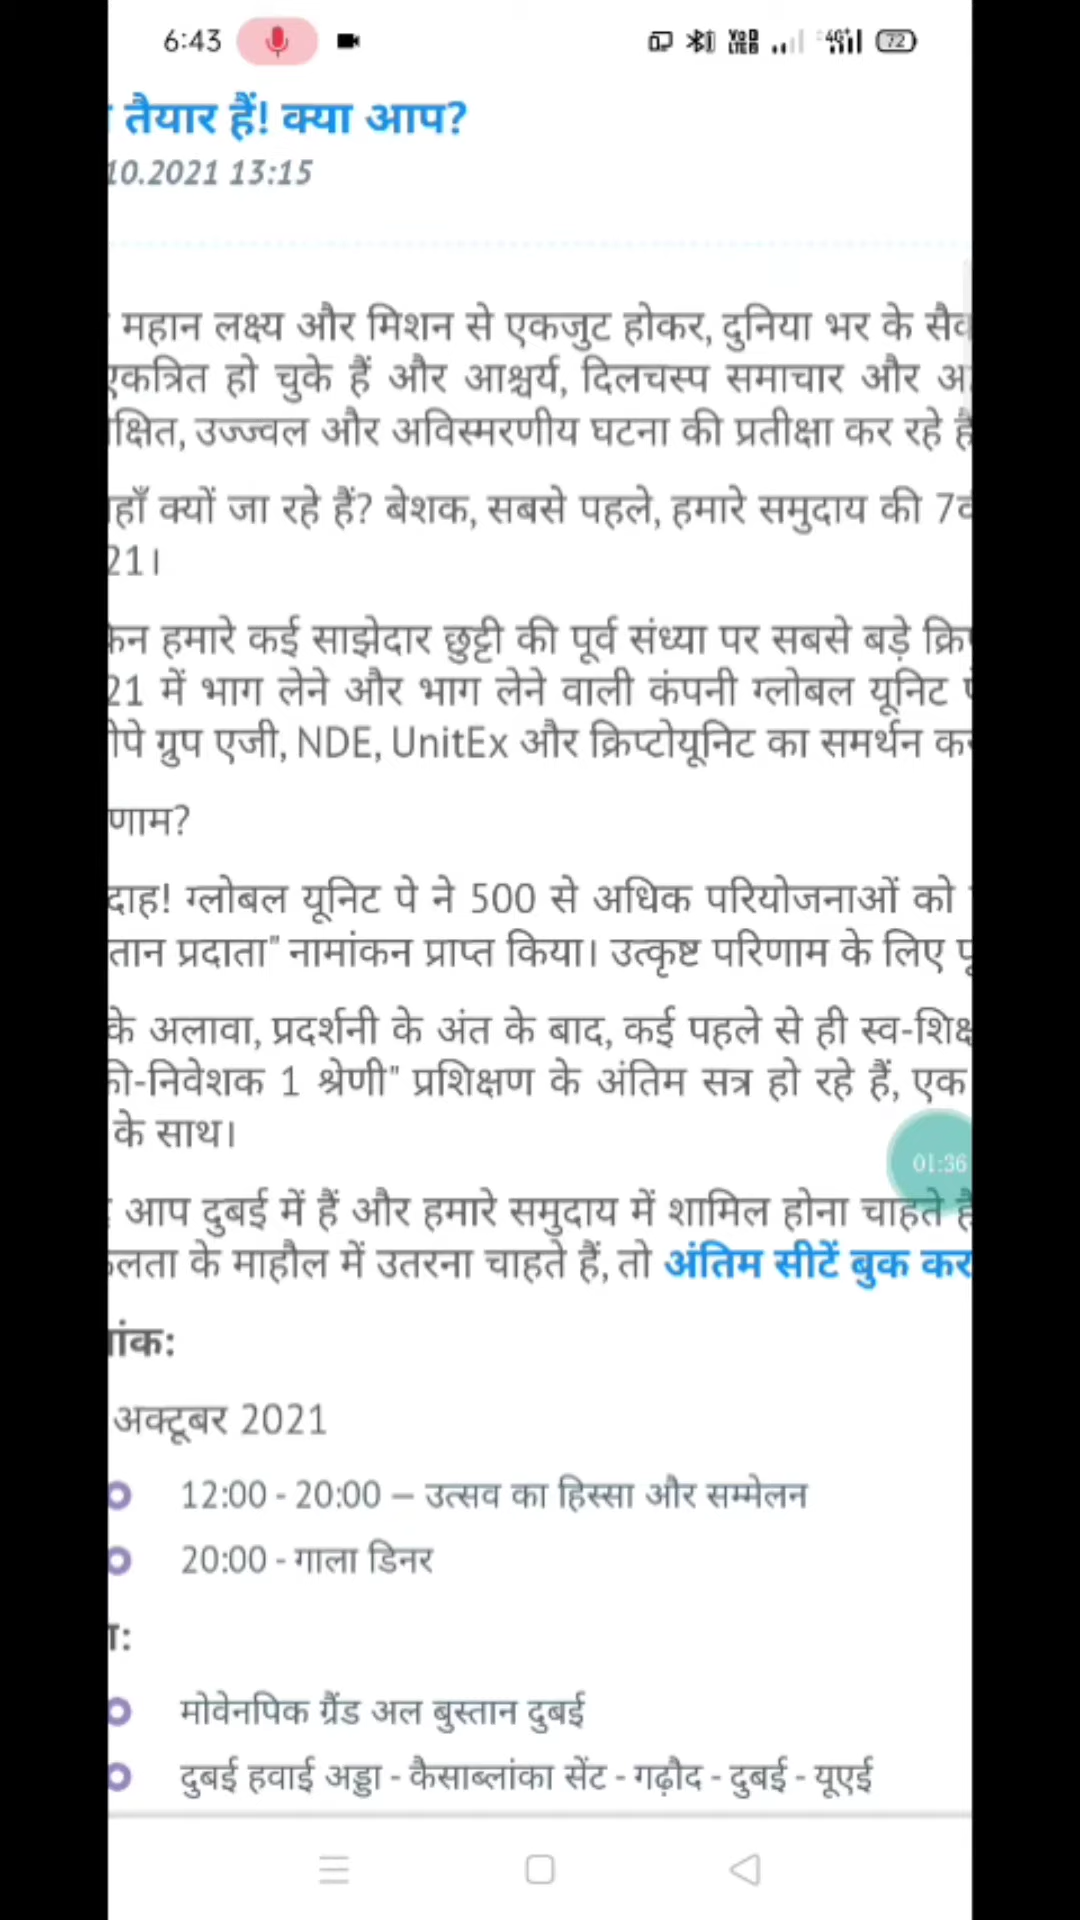 6:43
72
तैयार हैं! क्या आप?
10.2021 13:15
महान लक्ष्य और मिशन से एकजुट होकर, दुनिया भर के
एकत्रित हो चुके हैं और आश्चर्य, दिलचस्प समाचार और
क्षित, उज्ज्वल और अविस्मरणीय घटना की प्रतीक्षा कर रहे हैं
हाँ क्यों जा रहे हैं? बेशक, सबसे पहले, हमारे समुदाय की
21।
केन हमारे कई साझेदार छुट्टी की पूर्व संध्या पर सबसे बड़े
21 में भाग लेने और भाग लेने वाली कंपनी ग्लोबल यूनिट
पे ग्रुप एजी, NDE, UnitEx और क्रिप्टोयूनिट का समर्थन
णाम?
दाह! ग्लोबल यूनिट पे ने 500 से अधिक परियोजनाओं को
तान प्रदाता" नामांकन प्राप्त किया। उत्कृष्ट परिणाम के लिए
के अलावा, प्रदर्शनी के अंत के बाद, कई पहले से ही
की-निवेशक 1 श्रेणी" प्रशिक्षण के अंतिम सत्र हो रहे हैं, एक
के साथ।
01:36
आप दुबई में हैं और हमारे समुदाय में शामिल होना चाहते हैं
लता के माहौल में उतरना चाहते हैं, तो अंतिम सीटें बुक कर
नांक:
अक्टूबर 2021
12:00 - 20:00 – उत्सव का हिस्सा और सम्मेलन
20:00 - गाला डिनर
मोवेनपिक ग्रैंड अल बुस्तान दुबई
दुबई हवाई अड्डा - कैसाब्लांका सेंट - गढ़ौद - दुबई - यूएई